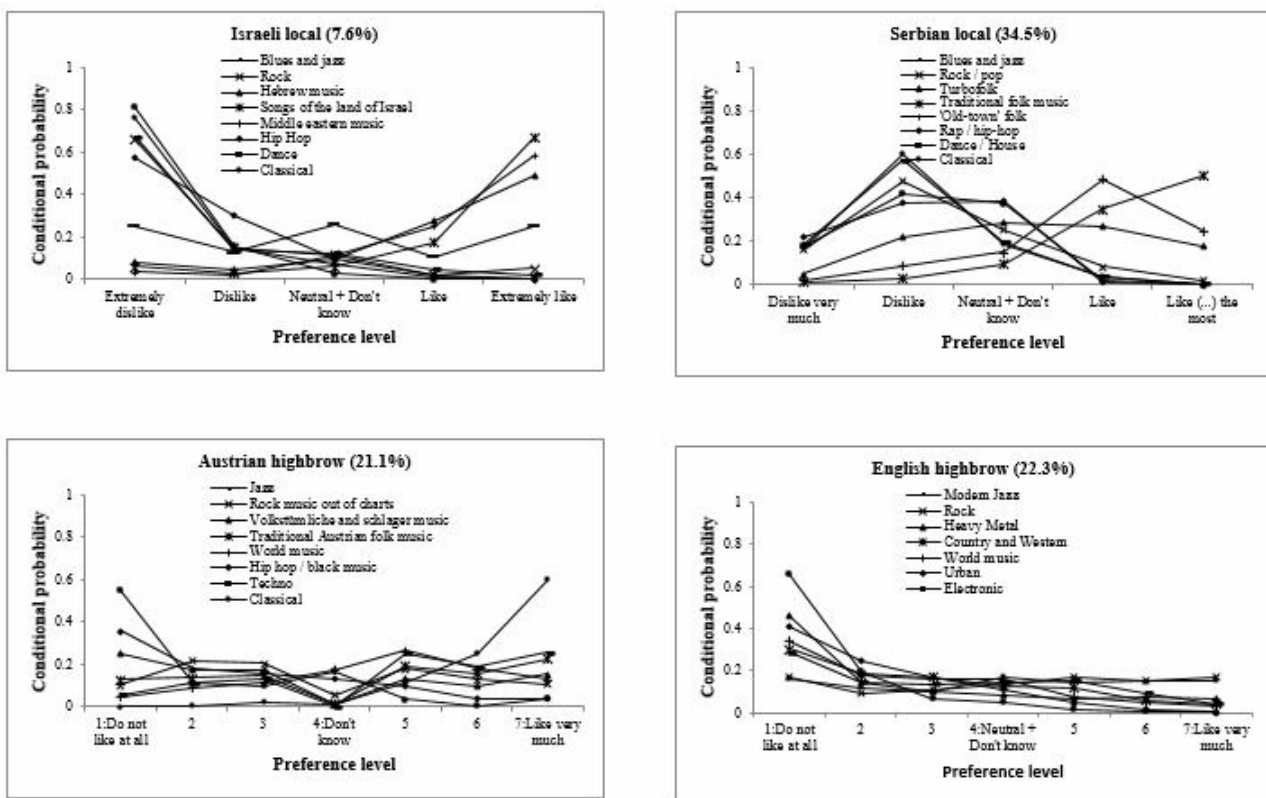 Israeli local (7.6%)
Blues and jazz
Rock
Hebrew music
Songs of the land of Israel
Middle eastern music
Hip Hop
Dance
Classical
Conditional probability
1
0.8
0.6
0.4
0.2
0
Extremely dislike
Dislike
Neutral + Don't know
Like
Extremely like
Preference level
Serbian local (34.5%)
Blues and jazz
Rock / pop
Turbofolk
Traditional folk music
'Old-town' folk
Rap / hip-hop
Dance / House
Classical
Conditional probability
1
0.8
0.6
0.4
0.2
0
Dislike very much
Dislike
Neutral + Don't know
Like
Like (...) the most
Preference level
Austrian highbrow (21.1%)
Jazz
Rock music out of charts
Volkstümliche and schlager music
Traditional Austrian folk music
World music
Hip hop / black music
Techno
Classical
Conditional probability
1
0.8
0.6
0.4
0.2
0
1:Do not like at all
2
3
4:Don't know
5
6
7:Like very much
Preference level
English highbrow (22.3%)
Modern Jazz
Rock
Heavy Metal
Country and Western
World music
Urban
Electronic
Conditional probability
1
0.8
0.6
0.4
0.2
0
1:Do not like at all
2
3
4:Neutral + Don't know
5
6
7:Like very much
Preference level